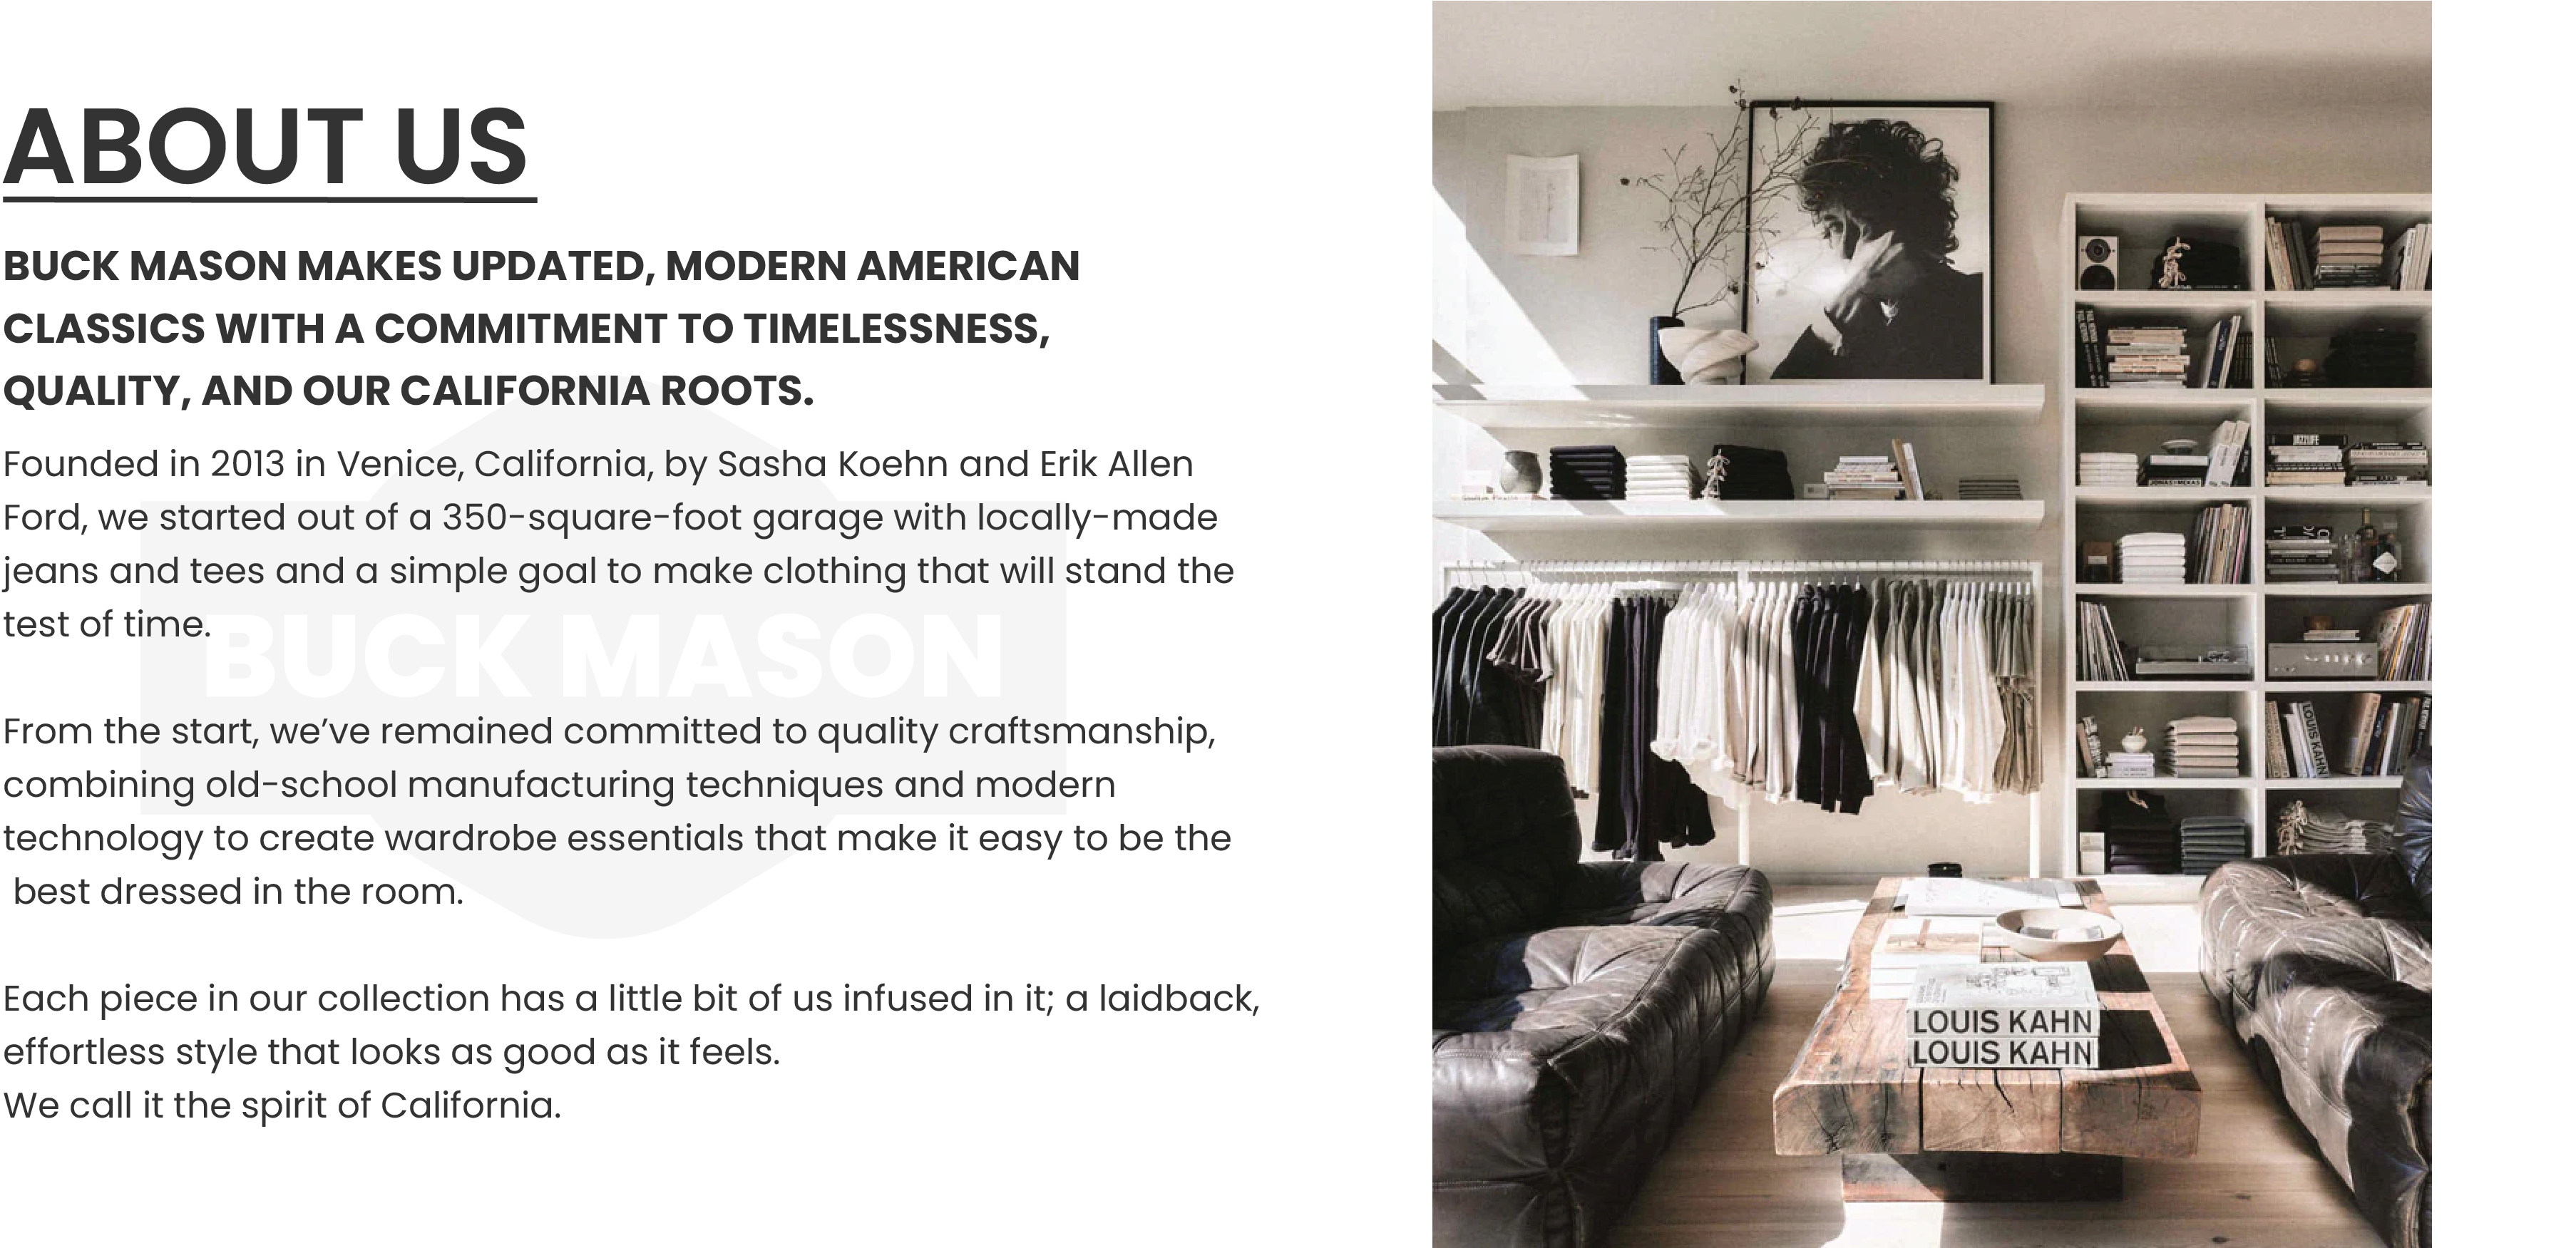 ABOUT US
BUCK MASON MAKES UPDATED, MODERN AMERICAN
CLASSICS WITH A COMMITMENT TO TIMELESSNESS,
QUALITY, AND OUR CALIFORNIA ROOTS.
Founded in 2013 in Venice, California, by Sasha Koehn and Erik Allen
Ford, we started out of a 350-square-foot garage with locally-made
jeans and tees and a simple goal to make clothing that will stand the
test of time.
BUCK MASON
From the start, we’ve remained committed to quality craftsmanship,
combining old-school manufacturing techniques and modern
technology to create wardrobe essentials that make it easy to be the
best dressed in the room.
Each piece in our collection has a little bit of us infused in it; a laidback,
effortless style that looks as good as it feels.
We call it the spirit of California.
JAZZLIFE
JONAS MEKAS
LOUIS KAHN
LOUIS KAHN
LOUIS KAHN